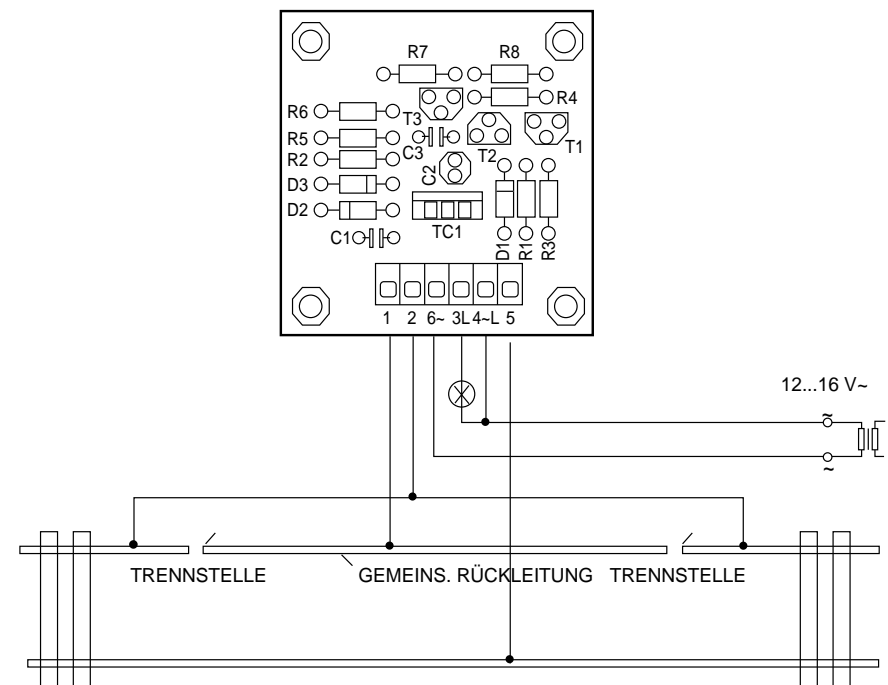 R7 R8
R4
R6
T3
R5
C3
T2
T1
R2
C2
D3
D2
TC1
C1
D1 R1 R3
1 2 6~ 3L 4~L 5
12...16 V~
~
~
TRENNSTELLE GEMEINS. RÜCKLEITUNG TRENNSTELLE